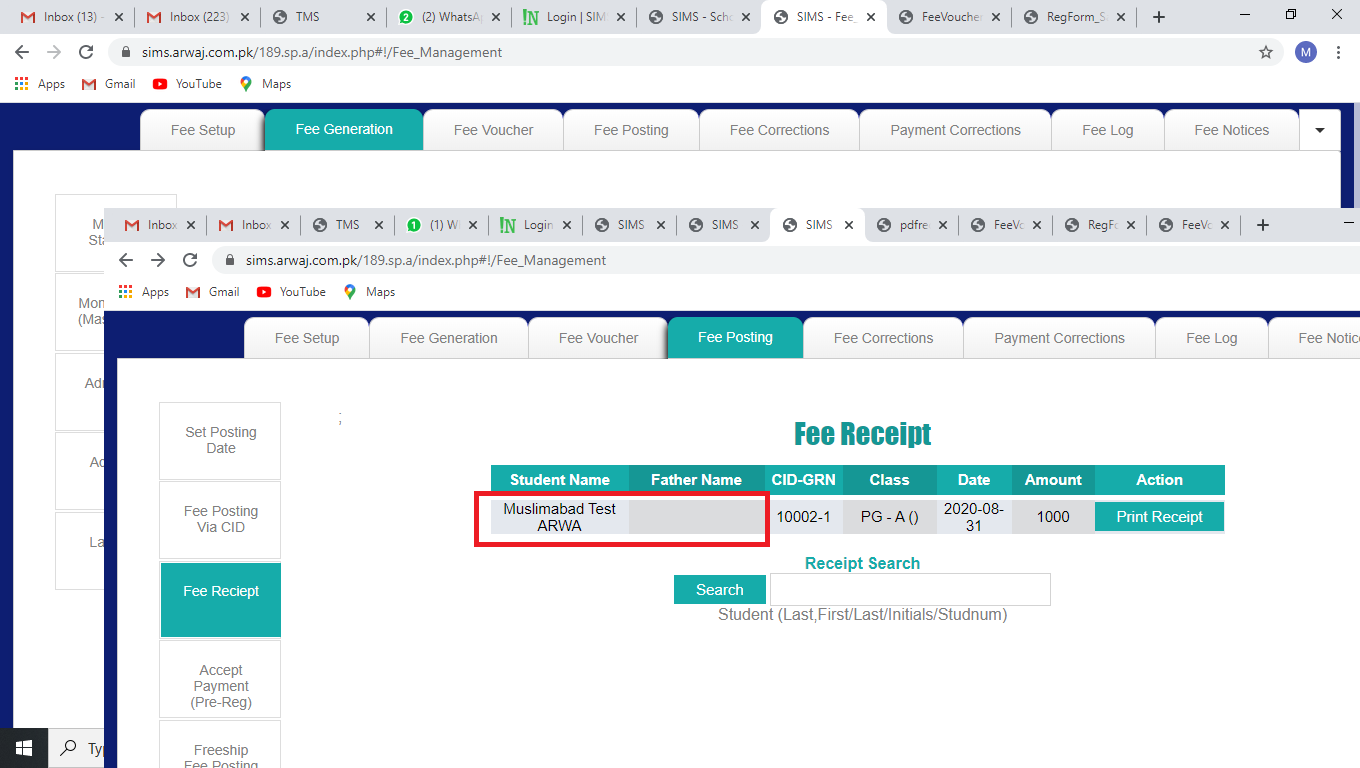 Inbox (13) -
Inbox (223)
TMS
(2) WhatsA
Login | SIM
SIMS - Scho
SIMS - Fee_
FeeVoucher
RegForm_S
sims.arwaj.com.pk/189.sp.a/index.php#!/Fee_Management
M
Apps
Gmail
YouTube
Maps
Fee Setup
Fee Generation
Fee Voucher
Fee Posting
Fee Corrections
Payment Corrections
Fee Log
Fee Notices
M
Sta
Mon
(Mas
Adr
Ac
La
Inbox
Inbox
TMS
(1) W
Login
SIMS
SIMS
SIMS
pdfre
FeeVo
RegFo
FeeVo
sims.arwaj.com.pk/189.sp.a/index.php#!/Fee_Management
Apps
Gmail
YouTube
Maps
Fee Setup
Fee Generation
Fee Voucher
Fee Posting
Fee Corrections
Payment Corrections
Fee Log
Fee Notic
Set Posting
Date
Fee Posting
Via CID
Fee Reciept
Accept
Payment
(Pre-Reg)
Freeship
Fee Posting
;
Fee Receipt
Student Name Father Name CID-GRN Class Date Amount Action
Muslimabad Test
ARWA
10002-1
PG - A ()
2020-08-
31
1000
Print Receipt
Receipt Search
Search
Student (Last,First/Last/Initials/Studnum)
Ty